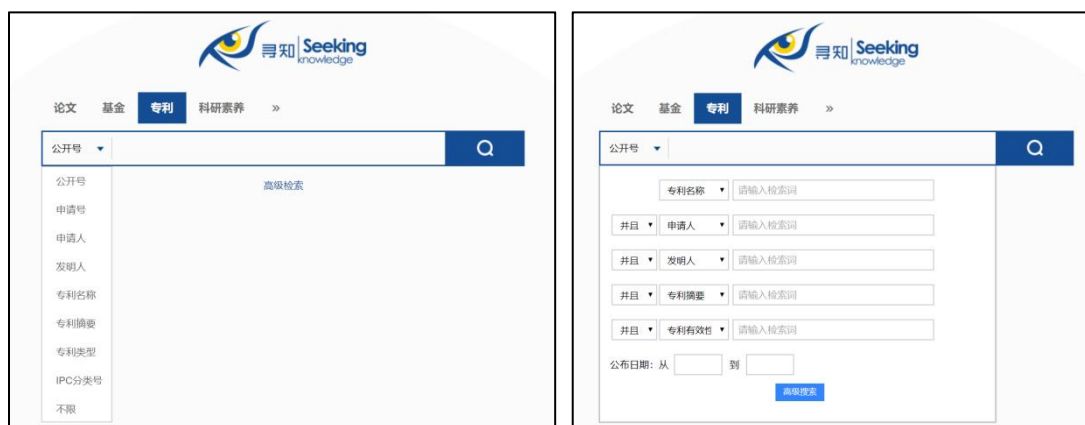 寻知 Seeking
knowledge
论文 基金 专利 科研素养 »
公开号
公开号
高级检索
申请号
申请人
发明人
专利名称
专利摘要
专利类型
IPC分类号
不限
寻知 Seeking
knowledge
论文 基金 专利 科研素养 »
公开号
专利名称 请输入检索词
并且 申请人 请输入检索词
并且 发明人 请输入检索词
并且 专利摘要 请输入检索词
并且 专利有效性 请输入检索词
公布日期: 从 到
高级搜索